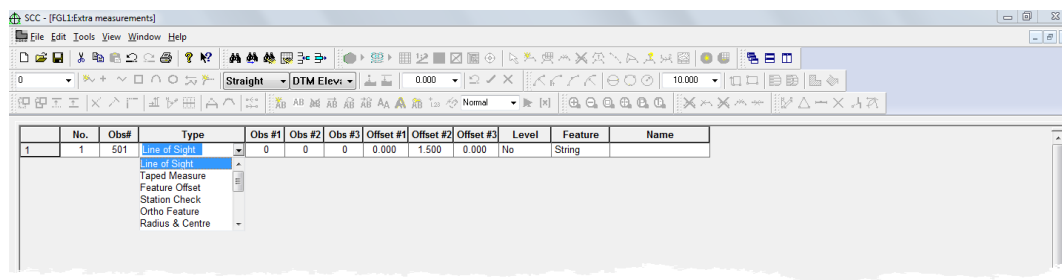 SCC - [FGL1:Extra measurements]
File Edit Tools View Window Help
0 Straight DTM Elev: 0.000 10.000
Normal
No. Obs# Type Obs #1 Obs #2 Obs #3 Offset #1 Offset #2 Offset #3 Level Feature Name
1 1 501 Line of Sight 0 0 0 0.000 1.500 0.000 No String
Line of Sight
Taped Measure
Feature Offset
Station Check
Ortho Feature
Radius & Centre